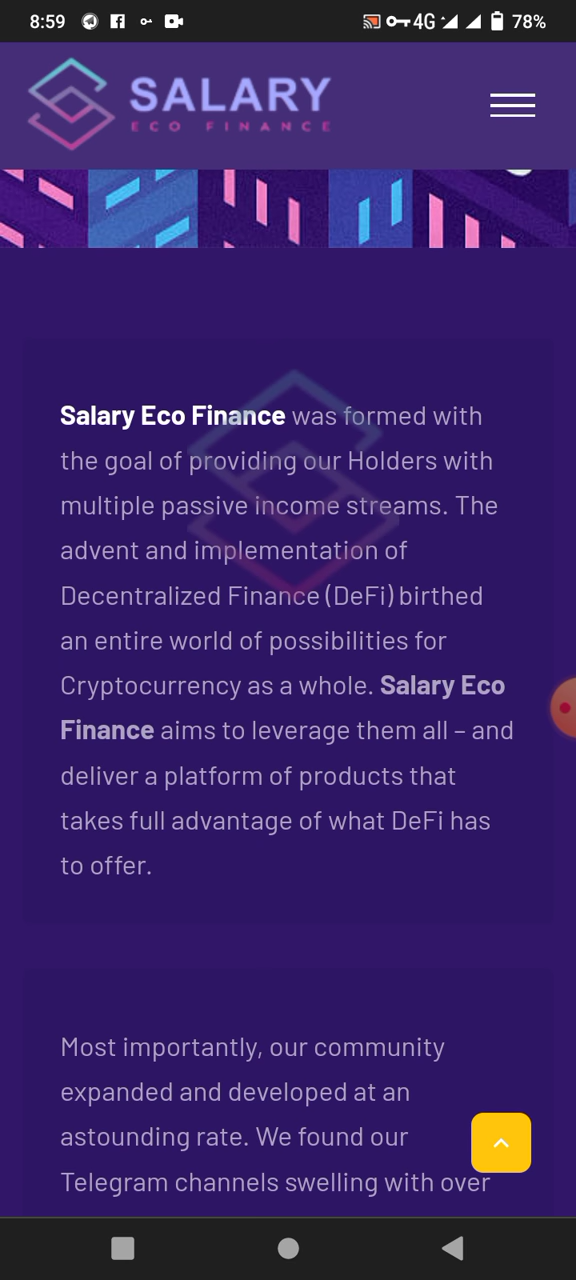 8:59
4G
78%
SALARY
ECO FINANCE
Salary Eco Finance was formed with
the goal of providing our Holders with
multiple passive income streams. The
advent and implementation of
Decentralized Finance (DeFi) birthed
an entire world of possibilities for
Cryptocurrency as a whole. Salary Eco
Finance aims to leverage them all – and
deliver a platform of products that
takes full advantage of what DeFi has
to offer.
Most importantly, our community
expanded and developed at an
astounding rate. We found our
Telegram channels swelling with over